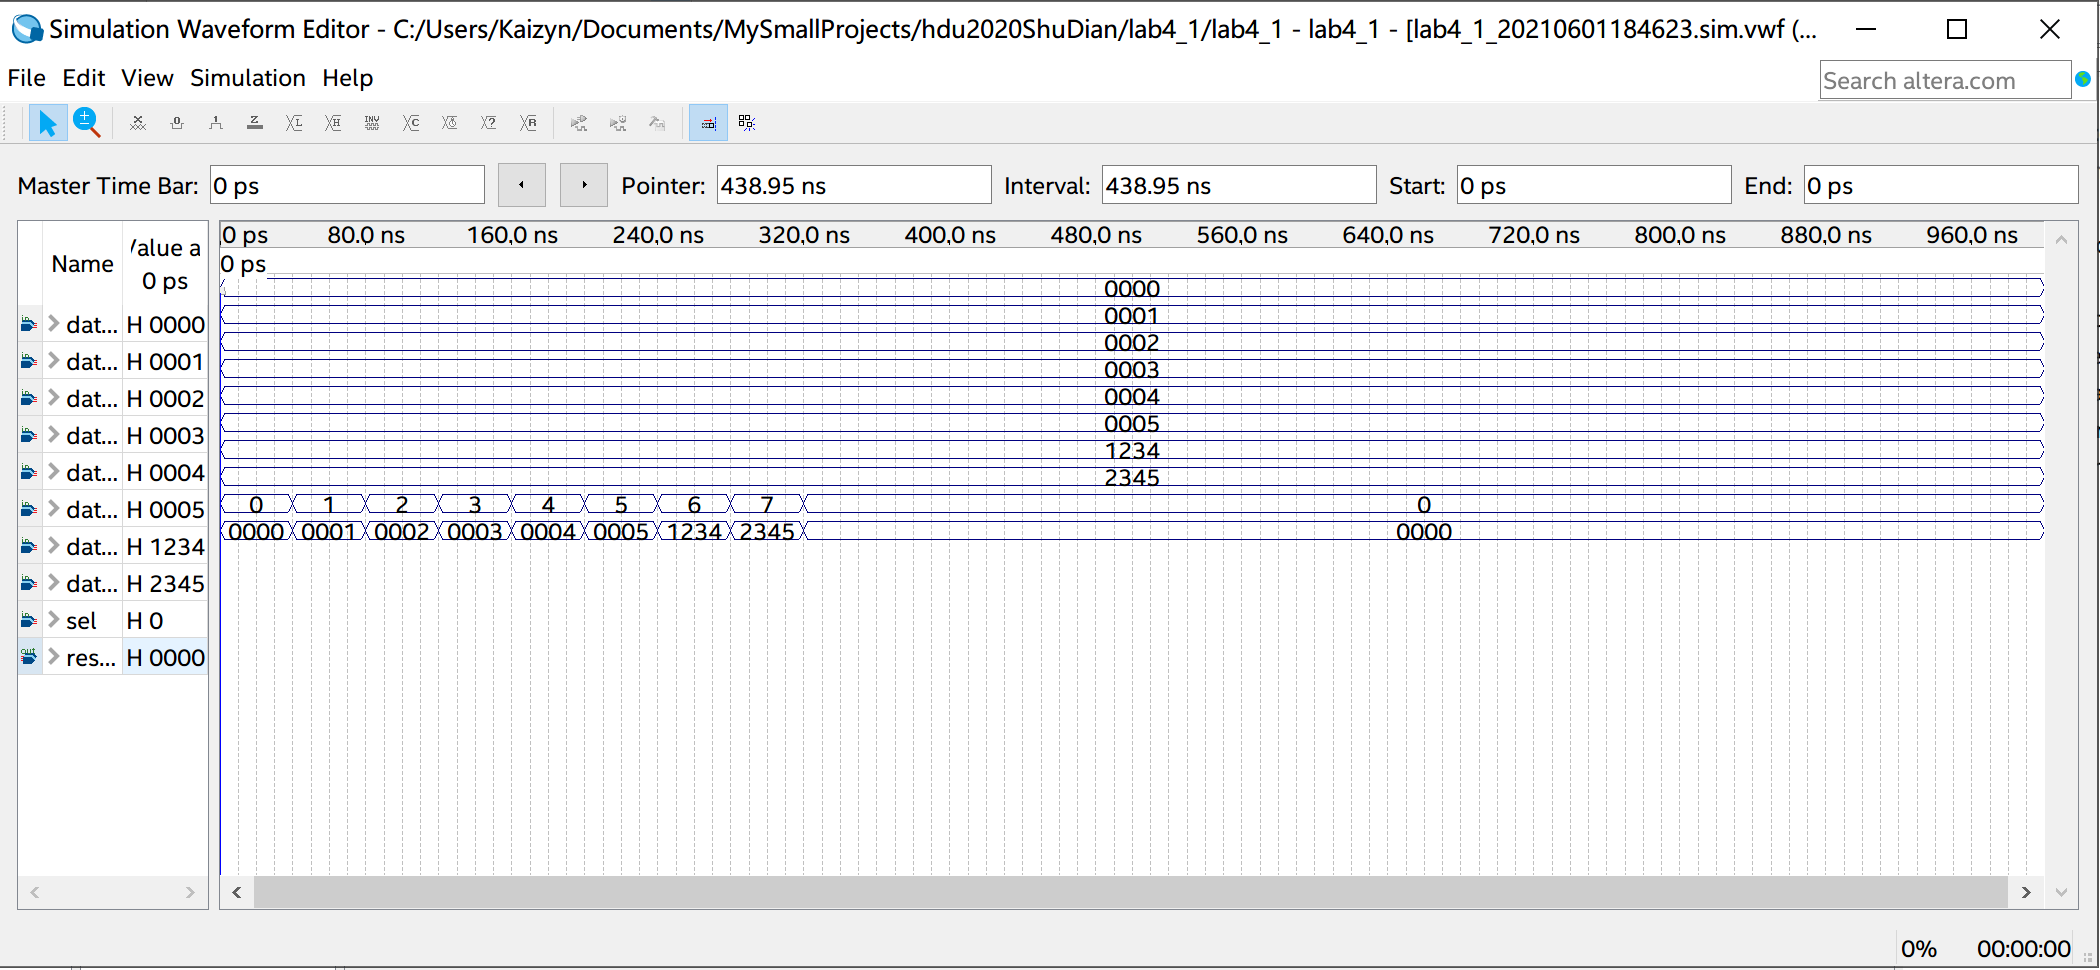 Simulation Waveform Editor - C:/Users/Kaizyn/Documents/MySmallProjects/hdu2020ShuDian/lab4_1/lab4_1 - lab4_1 - [lab4_1_20210601184623.sim.vwf (...
File Edit View Simulation Help
Search altera.com
Master Time Bar: 0 ps Pointer: 438.95 ns Interval: 438.95 ns Start: 0 ps End: 0 ps
Name
Value a
0 ps
0 ps 80.0 ns 160.0 ns 240.0 ns 320.0 ns 400.0 ns 480.0 ns 560.0 ns 640.0 ns 720.0 ns 800.0 ns 880.0 ns 960.0 ns
0 ps
dat... H 0000
dat... H 0001
dat... H 0002
dat... H 0003
dat... H 0004
dat... H 0005
dat... H 1234
dat... H 2345
sel H 0
res... H 0000
0000
0001
0002
0003
0004
0005
1234
2345
0 1 2 3 4 5 6 7 0
0000 0001 0002 0003 0004 0005 1234 2345 0000
0% 00:00:00